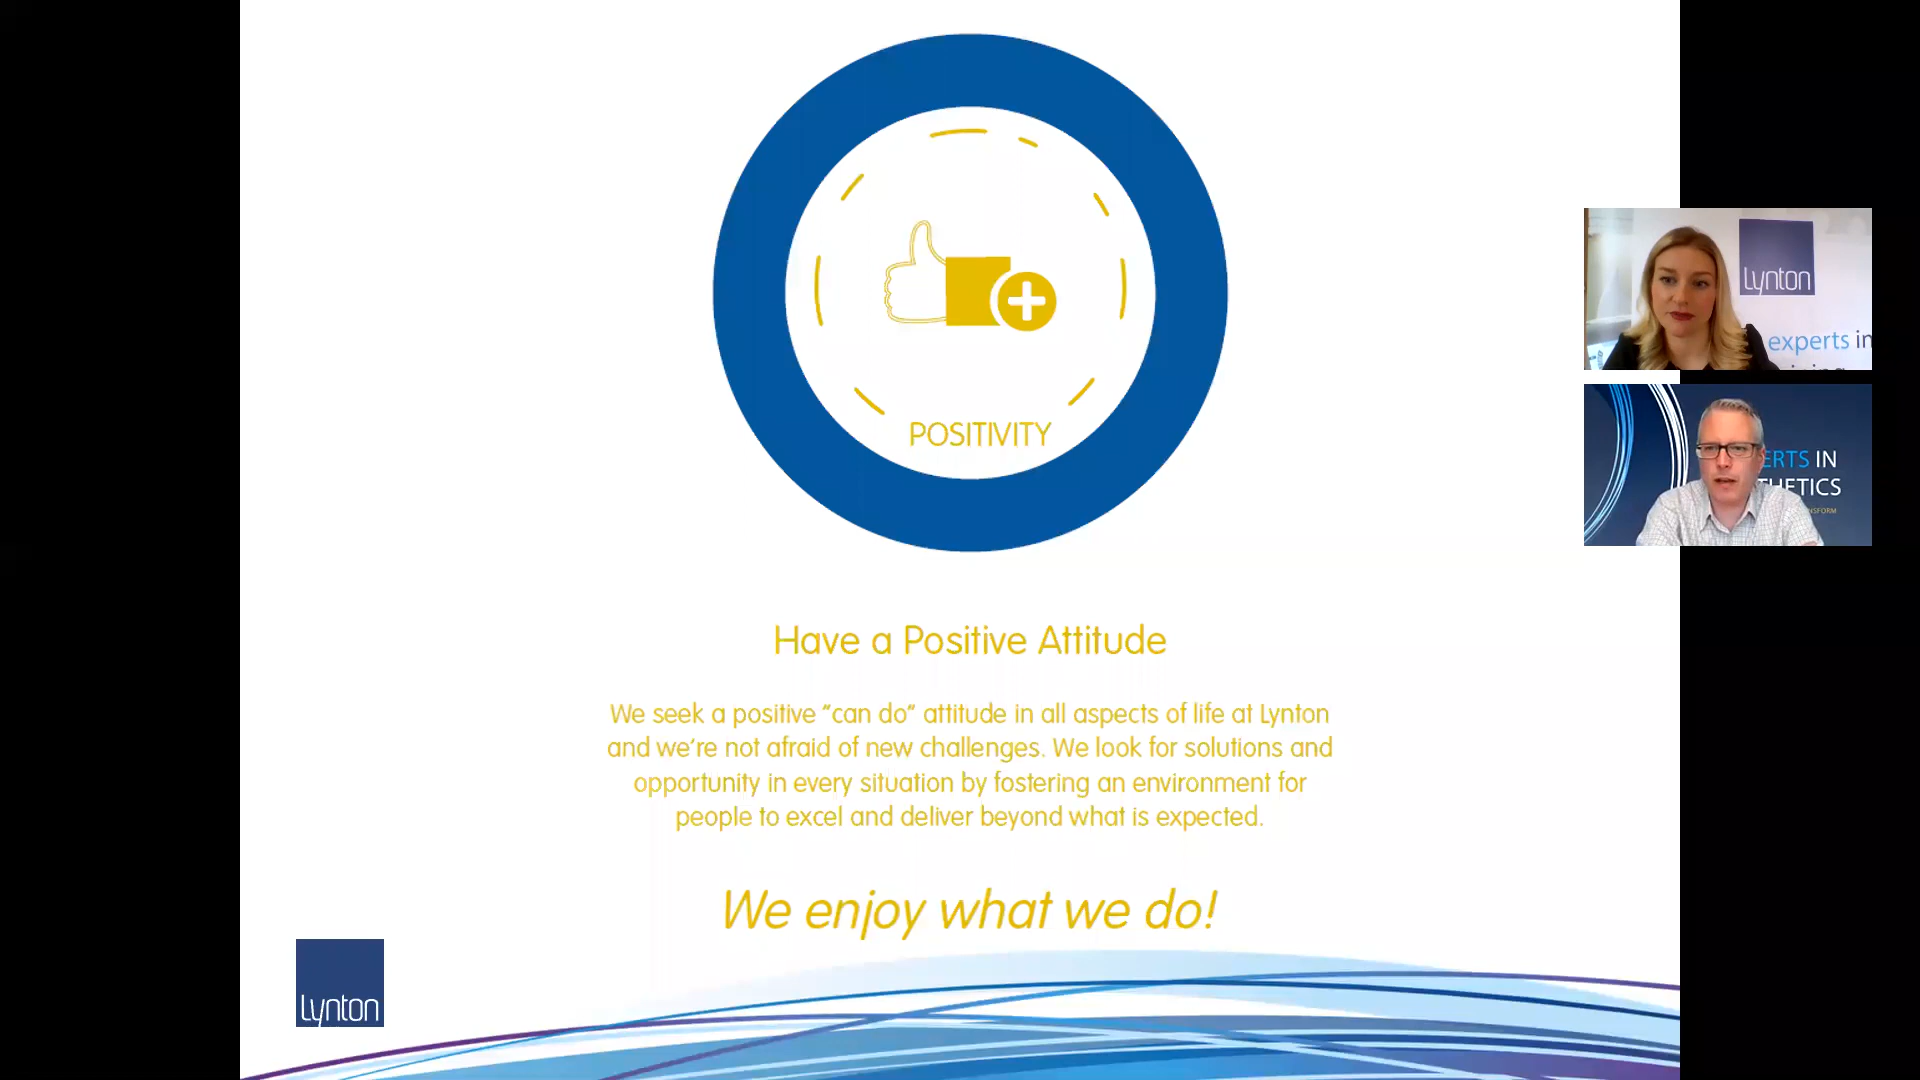 POSITIVITY
Have a Positive Attitude
We seek a positive “can do” attitude in all aspects of life at Lynton
and we’re not afraid of new challenges. We look for solutions and
opportunity in every situation by fostering an environment for
people to excel and deliver beyond what is expected.
We enjoy what we do!
Lynton
Lynton
experts in
ERTS IN
THETICS
NSFORM